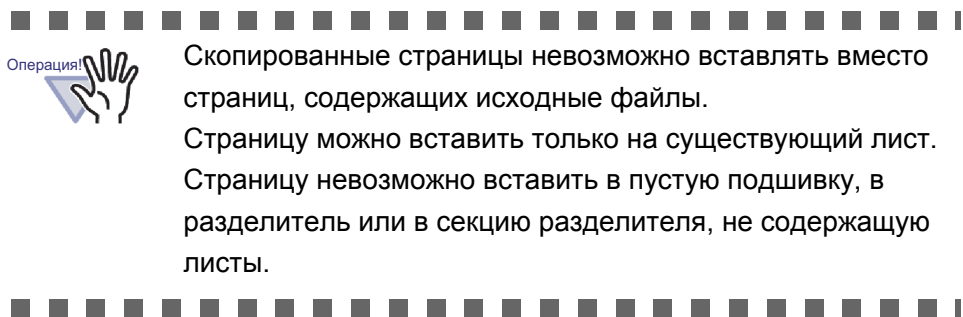 Операция!
Скопированные страницы невозможно вставлять вместо
страниц, содержащих исходные файлы.
Страницу можно вставить только на существующий лист.
Страницу невозможно вставить в пустую подшивку, в
разделитель или в секцию разделителя, не содержащую
листы.